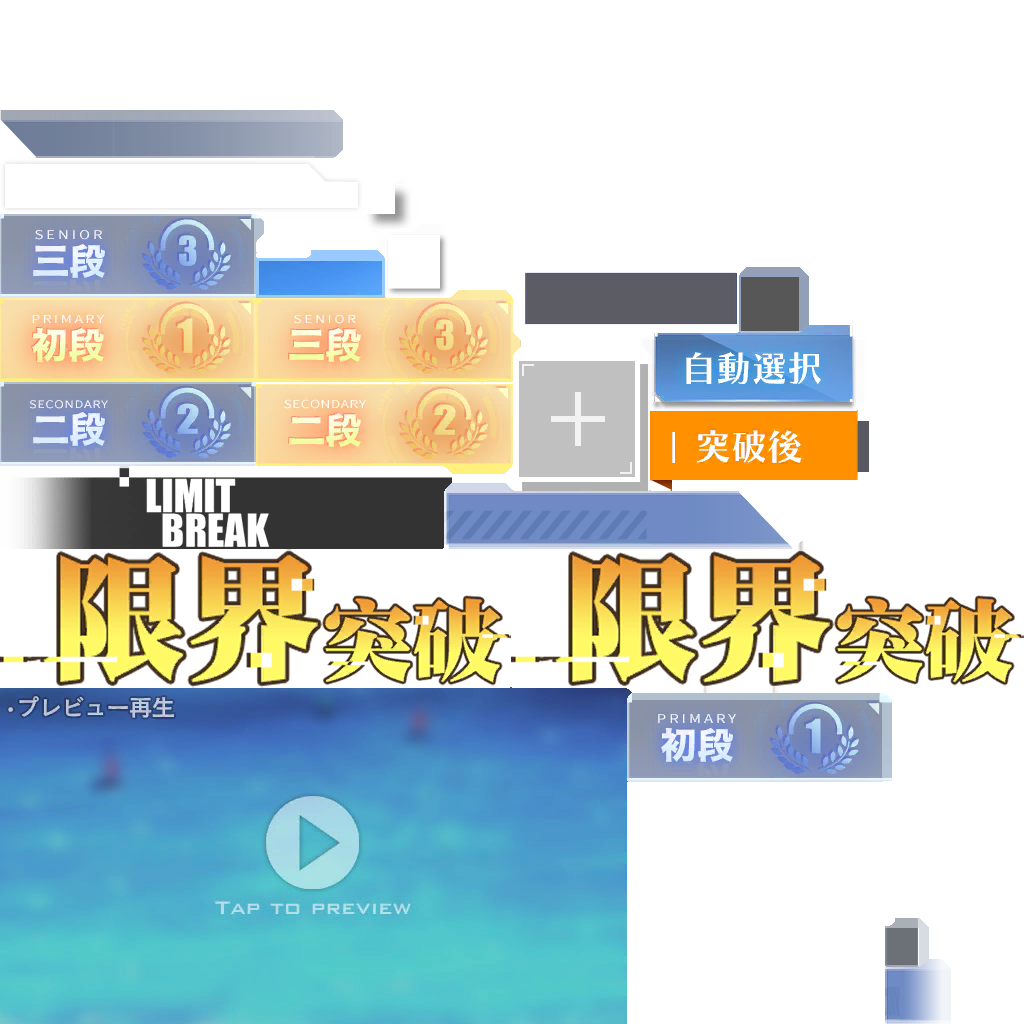 SENIOR
三段
3
PRIMARY
初段
1
SENIOR
三段
3
自動選択
SECONDARY
二段
2
SECONDARY
二段
2
突破後
LIMIT
BREAK
限界突破
限界突破
・プレビュー再生
PRIMARY
初段
1
TAP TO PREVIEW